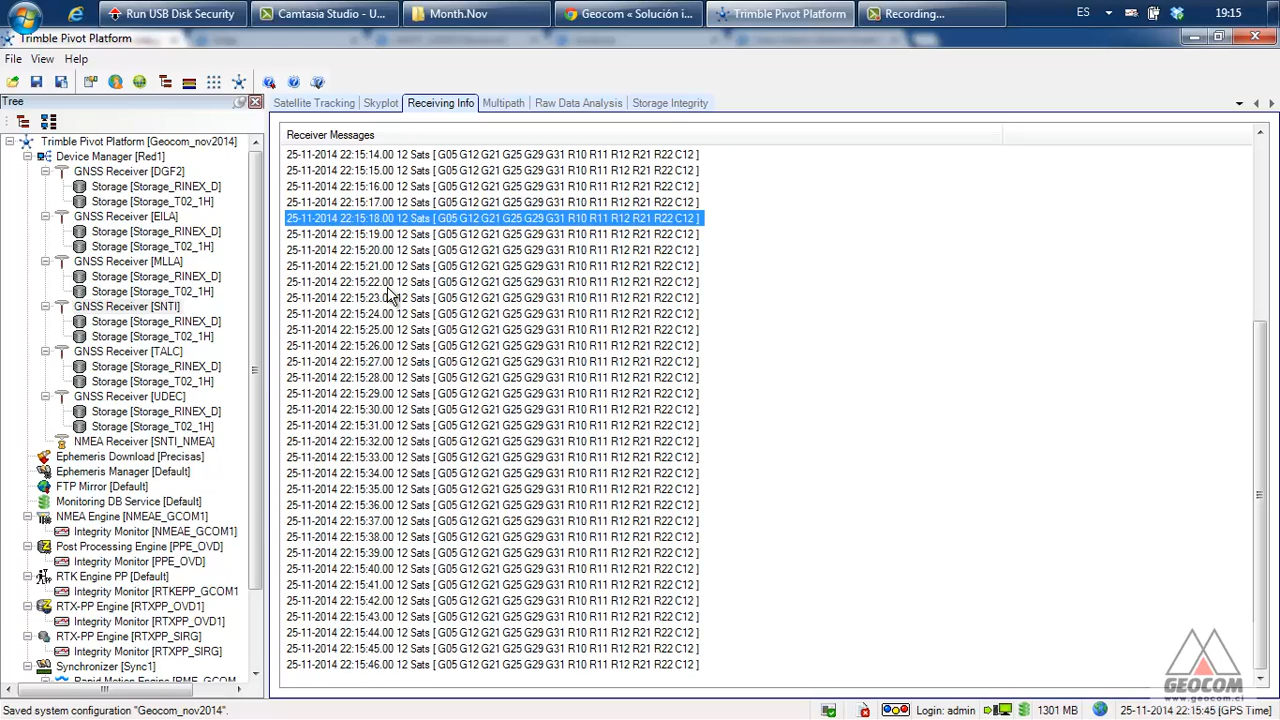 Run USB Disk Security
Camtasia Studio - U...
Month.Nov
Geocom « Solución i...
Trimble Pivot Platform
Recording...
ES
19:15
Trimble Pivot Platform
File View Help
Tree
Satellite Tracking
Skyplot
Receiving Info
Multipath
Raw Data Analysis
Storage Integrity
Trimble Pivot Platform [Geocom_nov2014]
Device Manager [Red1]
GNSS Receiver [DGF2]
Storage [Storage_RINEX_D]
Storage [Storage_T02_1H]
GNSS Receiver [EILA]
Storage [Storage_RINEX_D]
Storage [Storage_T02_1H]
GNSS Receiver [MLLA]
Storage [Storage_RINEX_D]
Storage [Storage_T02_1H]
GNSS Receiver [SNTI]
Storage [Storage_RINEX_D]
Storage [Storage_T02_1H]
GNSS Receiver [TALC]
Storage [Storage_RINEX_D]
Storage [Storage_T02_1H]
GNSS Receiver [UDEC]
Storage [Storage_RINEX_D]
Storage [Storage_T02_1H]
NMEA Receiver [SNTI_NMEA]
Ephemeris Download [Precisas]
Ephemeris Manager [Default]
FTP Mirror [Default]
Monitoring DB Service [Default]
NMEA Engine [NMEAE_GCOM1]
Integrity Monitor [NMEAE_GCOM1]
Post Processing Engine [PPE_OVD]
Integrity Monitor [PPE_OVD]
RTK Engine PP [Default]
Integrity Monitor [RTKEPP_GCOM1
RTX-PP Engine [RTXPP_OVD1]
Integrity Monitor [RTXPP_OVD1]
RTX-PP Engine [RTXPP_SIRG]
Integrity Monitor [RTXPP_SIRG]
Synchronizer [Sync1]
Rapid Motion Engine [RME_GCOM
Receiver Messages
25-11-2014 22:15:14.00 12 Sats [ G05 G12 G21 G25 G29 G31 R10 R11 R12 R21 R22 C12 ]
25-11-2014 22:15:15.00 12 Sats [ G05 G12 G21 G25 G29 G31 R10 R11 R12 R21 R22 C12 ]
25-11-2014 22:15:16.00 12 Sats [ G05 G12 G21 G25 G29 G31 R10 R11 R12 R21 R22 C12 ]
25-11-2014 22:15:17.00 12 Sats [ G05 G12 G21 G25 G29 G31 R10 R11 R12 R21 R22 C12 ]
25-11-2014 22:15:18.00 12 Sats [ G05 G12 G21 G25 G29 G31 R10 R11 R12 R21 R22 C12 ]
25-11-2014 22:15:19.00 12 Sats [ G05 G12 G21 G25 G29 G31 R10 R11 R12 R21 R22 C12 ]
25-11-2014 22:15:20.00 12 Sats [ G05 G12 G21 G25 G29 G31 R10 R11 R12 R21 R22 C12 ]
25-11-2014 22:15:21.00 12 Sats [ G05 G12 G21 G25 G29 G31 R10 R11 R12 R21 R22 C12 ]
25-11-2014 22:15:22.00 12 Sats [ G05 G12 G21 G25 G29 G31 R10 R11 R12 R21 R22 C12 ]
25-11-2014 22:15:23.00 12 Sats [ G05 G12 G21 G25 G29 G31 R10 R11 R12 R21 R22 C12 ]
25-11-2014 22:15:24.00 12 Sats [ G05 G12 G21 G25 G29 G31 R10 R11 R12 R21 R22 C12 ]
25-11-2014 22:15:25.00 12 Sats [ G05 G12 G21 G25 G29 G31 R10 R11 R12 R21 R22 C12 ]
25-11-2014 22:15:26.00 12 Sats [ G05 G12 G21 G25 G29 G31 R10 R11 R12 R21 R22 C12 ]
25-11-2014 22:15:27.00 12 Sats [ G05 G12 G21 G25 G29 G31 R10 R11 R12 R21 R22 C12 ]
25-11-2014 22:15:28.00 12 Sats [ G05 G12 G21 G25 G29 G31 R10 R11 R12 R21 R22 C12 ]
25-11-2014 22:15:29.00 12 Sats [ G05 G12 G21 G25 G29 G31 R10 R11 R12 R21 R22 C12 ]
25-11-2014 22:15:30.00 12 Sats [ G05 G12 G21 G25 G29 G31 R10 R11 R12 R21 R22 C12 ]
25-11-2014 22:15:31.00 12 Sats [ G05 G12 G21 G25 G29 G31 R10 R11 R12 R21 R22 C12 ]
25-11-2014 22:15:32.00 12 Sats [ G05 G12 G21 G25 G29 G31 R10 R11 R12 R21 R22 C12 ]
25-11-2014 22:15:33.00 12 Sats [ G05 G12 G21 G25 G29 G31 R10 R11 R12 R21 R22 C12 ]
25-11-2014 22:15:34.00 12 Sats [ G05 G12 G21 G25 G29 G31 R10 R11 R12 R21 R22 C12 ]
25-11-2014 22:15:35.00 12 Sats [ G05 G12 G21 G25 G29 G31 R10 R11 R12 R21 R22 C12 ]
25-11-2014 22:15:36.00 12 Sats [ G05 G12 G21 G25 G29 G31 R10 R11 R12 R21 R22 C12 ]
25-11-2014 22:15:37.00 12 Sats [ G05 G12 G21 G25 G29 G31 R10 R11 R12 R21 R22 C12 ]
25-11-2014 22:15:38.00 12 Sats [ G05 G12 G21 G25 G29 G31 R10 R11 R12 R21 R22 C12 ]
25-11-2014 22:15:39.00 12 Sats [ G05 G12 G21 G25 G29 G31 R10 R11 R12 R21 R22 C12 ]
25-11-2014 22:15:40.00 12 Sats [ G05 G12 G21 G25 G29 G31 R10 R11 R12 R21 R22 C12 ]
25-11-2014 22:15:41.00 12 Sats [ G05 G12 G21 G25 G29 G31 R10 R11 R12 R21 R22 C12 ]
25-11-2014 22:15:42.00 12 Sats [ G05 G12 G21 G25 G29 G31 R10 R11 R12 R21 R22 C12 ]
25-11-2014 22:15:43.00 12 Sats [ G05 G12 G21 G25 G29 G31 R10 R11 R12 R21 R22 C12 ]
25-11-2014 22:15:44.00 12 Sats [ G05 G12 G21 G25 G29 G31 R10 R11 R12 R21 R22 C12 ]
25-11-2014 22:15:45.00 12 Sats [ G05 G12 G21 G25 G29 G31 R10 R11 R12 R21 R22 C12 ]
25-11-2014 22:15:46.00 12 Sats [ G05 G12 G21 G25 G29 G31 R10 R11 R12 R21 R22 C12 ]
GEOCOM
www.geocom.cl
Saved system configuration "Geocom_nov2014".
Login: admin
1301 MB
25-11-2014 22:15:45 [GPS Time]